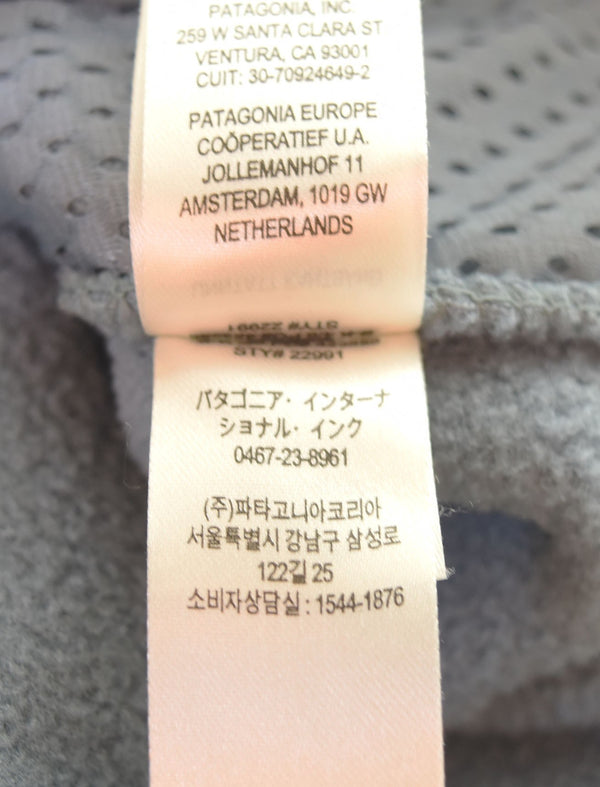 PATAGONIA, INC.
259 W SANTA CLARA ST
VENTURA, CA 93001
CUIT: 30-70924649-2
PATAGONIA EUROPE
COÖPERATIEF U.A.
JOLLEMANHOF 11
AMSTERDAM, 1019 GW
NETHERLANDS
STY# 22991
STY# 22991
パタゴニア・インターナ
ショナル・インク
0467-23-8961
(주)파타고니아코리아
서울특별시 강남구 삼성로
122길 25
소비자상담실 : 1544-1876